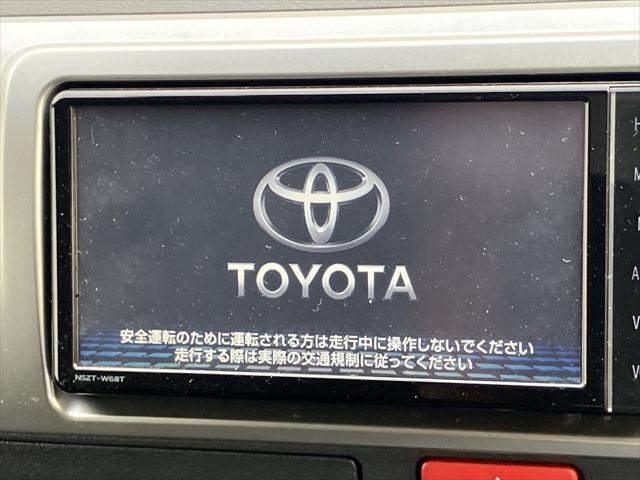 TOYOTA
安全運転のために運転される方は走行中に操作しないでください
走行する際は実際の交通規制に従ってください
NSZT-W68T
M
A
V
V